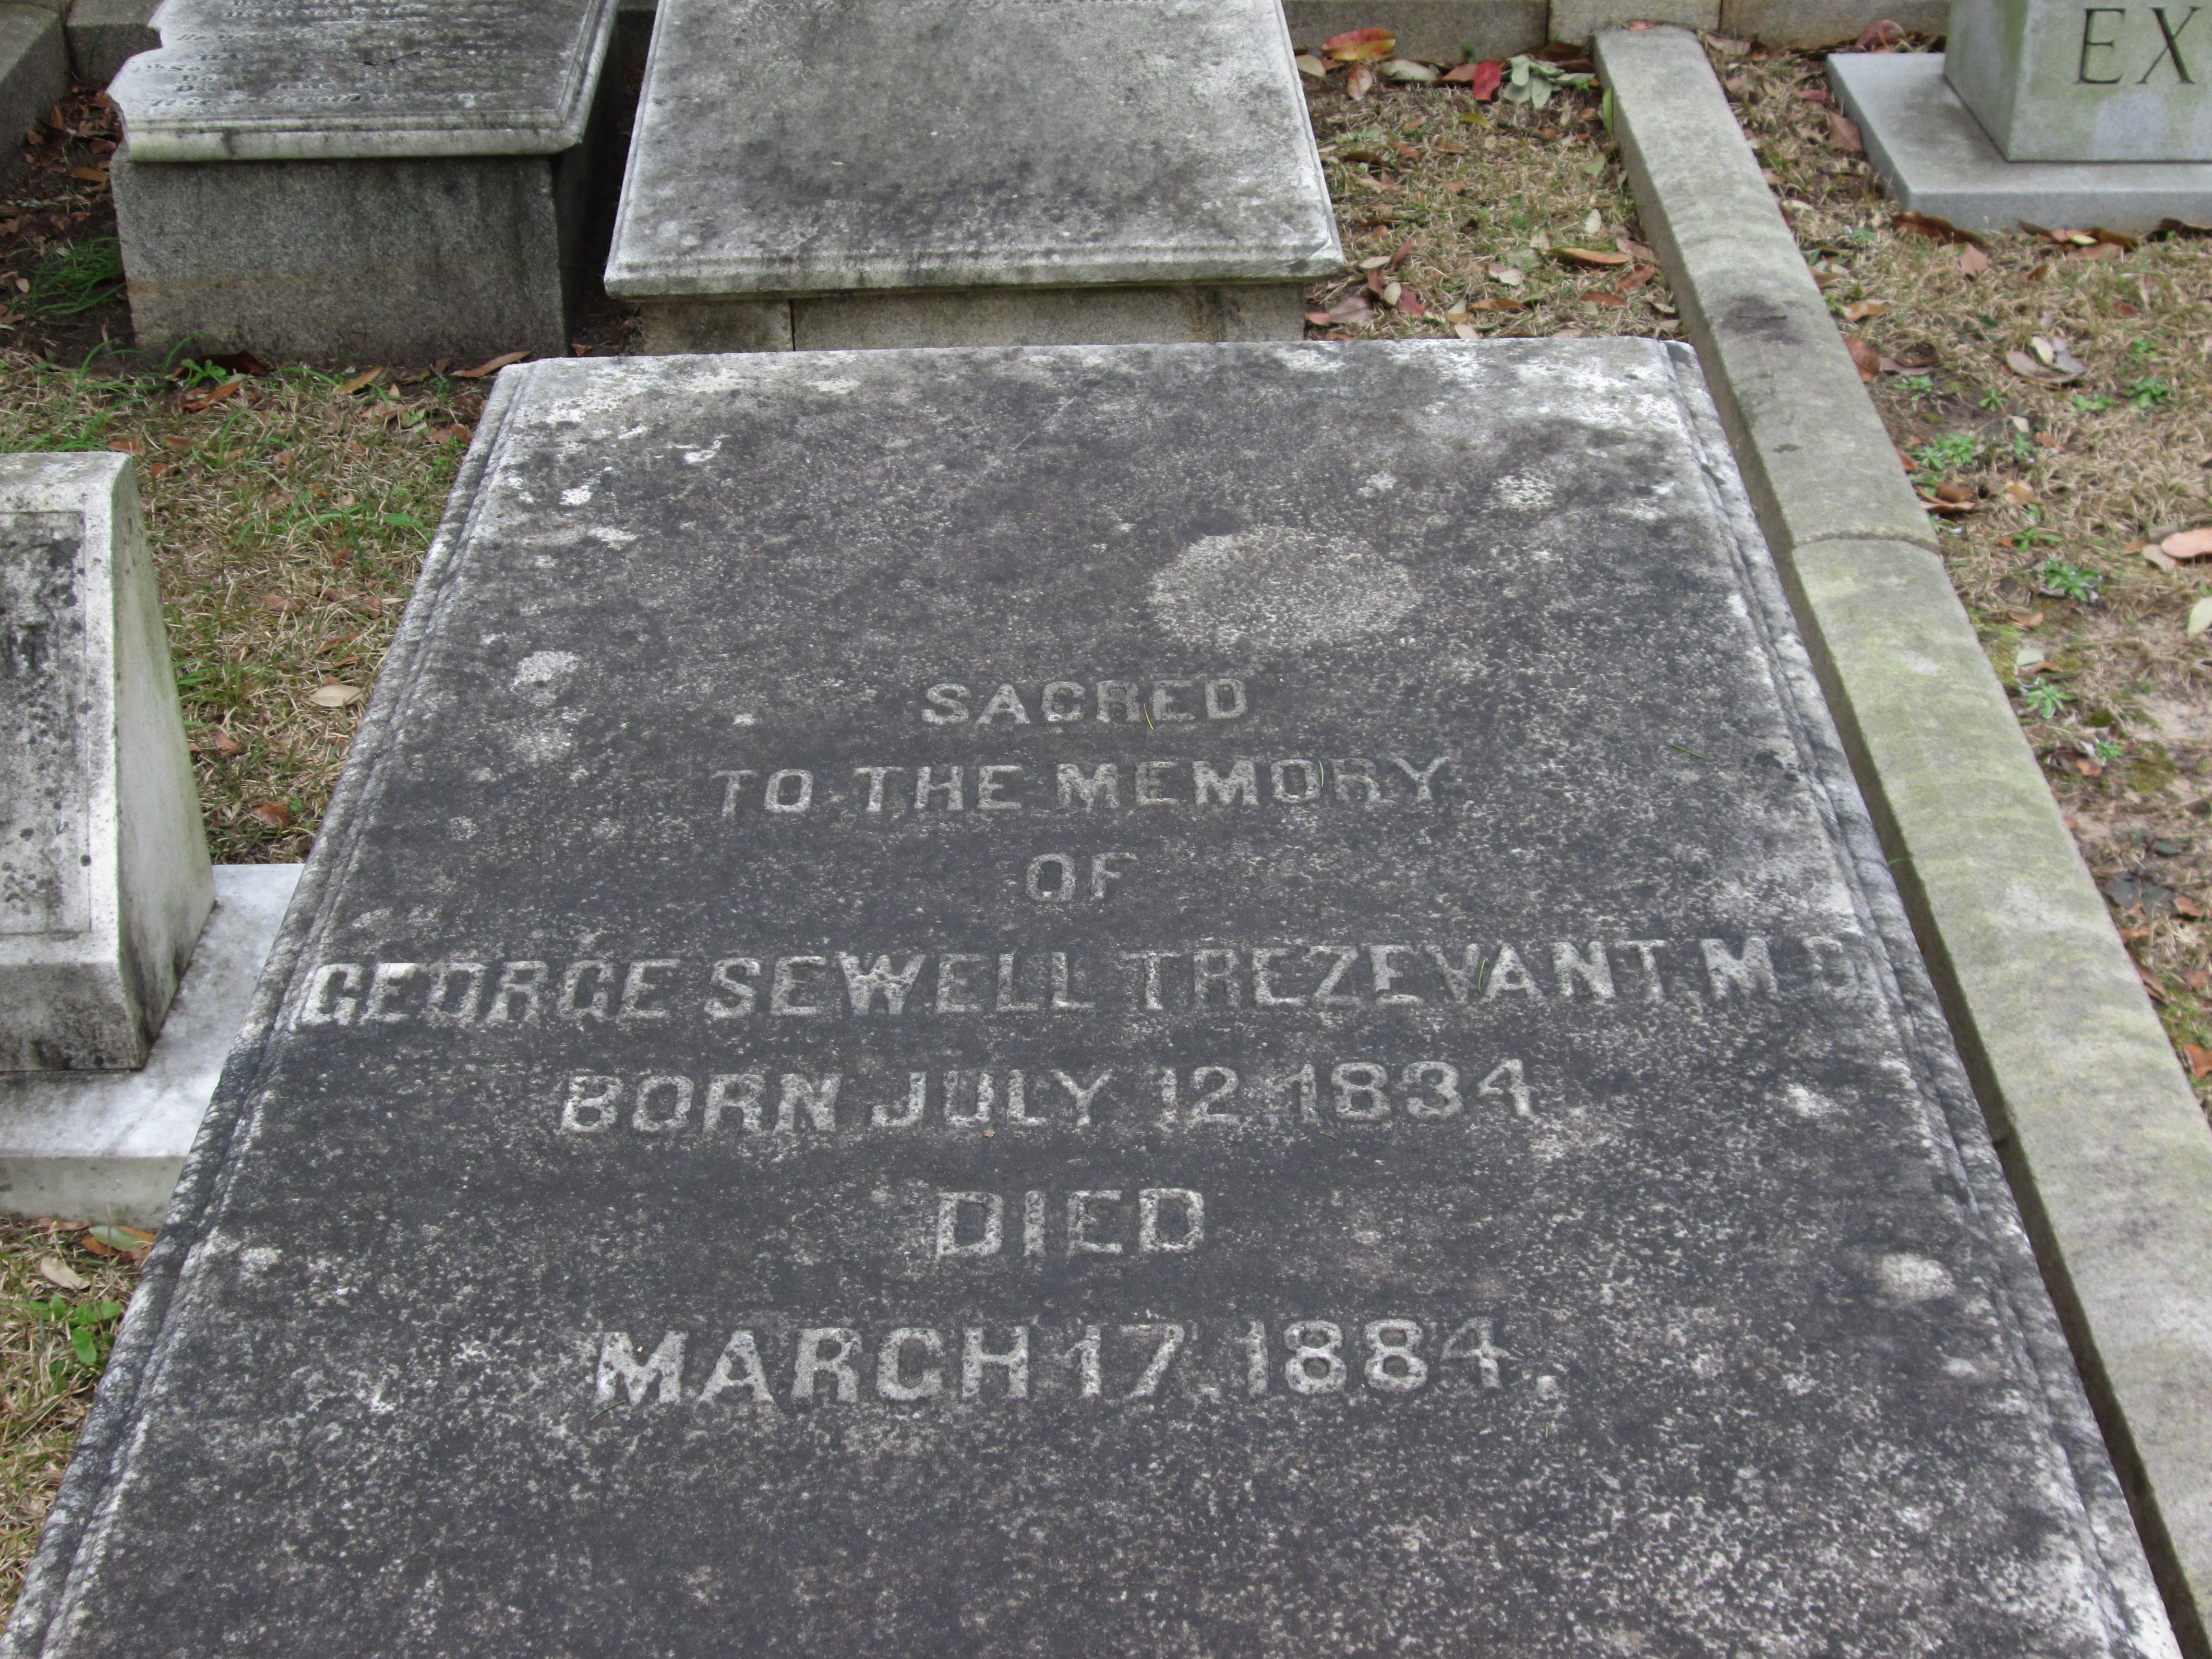 EX
SACRED
TO THE MEMORY
OF
GEORGE SEWELL TREZEVANT, M.D.
BORN JULY 12, 1834.
DIED
MARCH 17, 1884.